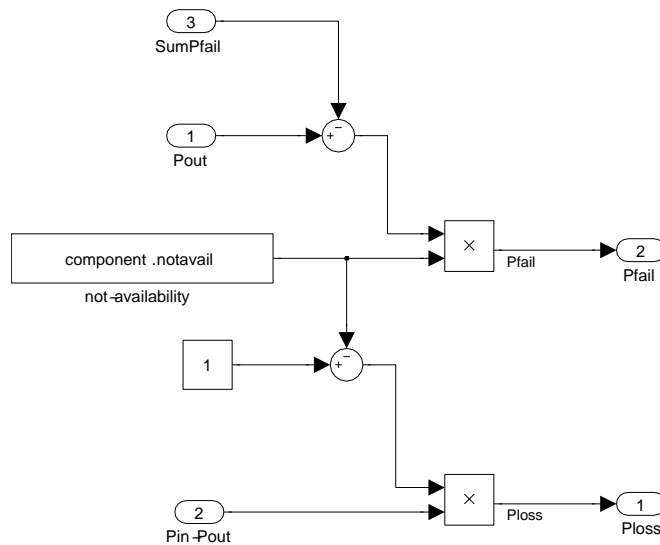 3
SumPfail
1
Pout
+
−
component .notavail
not−availability
×
Pfail
2
Pfail
1
+
−
2
Pin−Pout
×
Ploss
1
Ploss